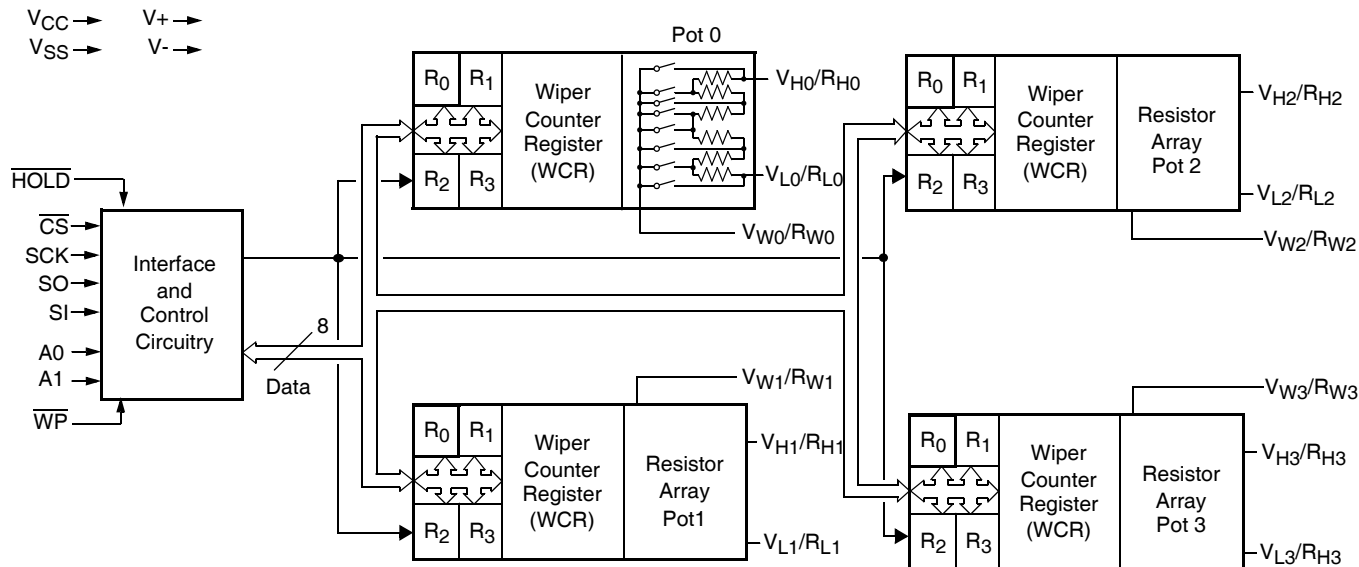 VCC V+
VSS V-
HOLD
CS
SCK
SO
SI
A0
A1
WP
Interface
and
Control
Circuitry
8
Data
Pot 0
R0 R1
R2 R3
Wiper
Counter
Register
(WCR)
VH0/RH0
VL0/RL0
VW0/RW0
R0 R1
R2 R3
Wiper
Counter
Register
(WCR)
Resistor
Array
Pot 2
VH2/RH2
VL2/RL2
VW2/RW2
VW1/RW1
R0 R1
R2 R3
Wiper
Counter
Register
(WCR)
Resistor
Array
Pot1
VH1/RH1
VL1/RL1
VW3/RW3
R0 R1
R2 R3
Wiper
Counter
Register
(WCR)
Resistor
Array
Pot 3
VH3/RH3
VL3/RH3